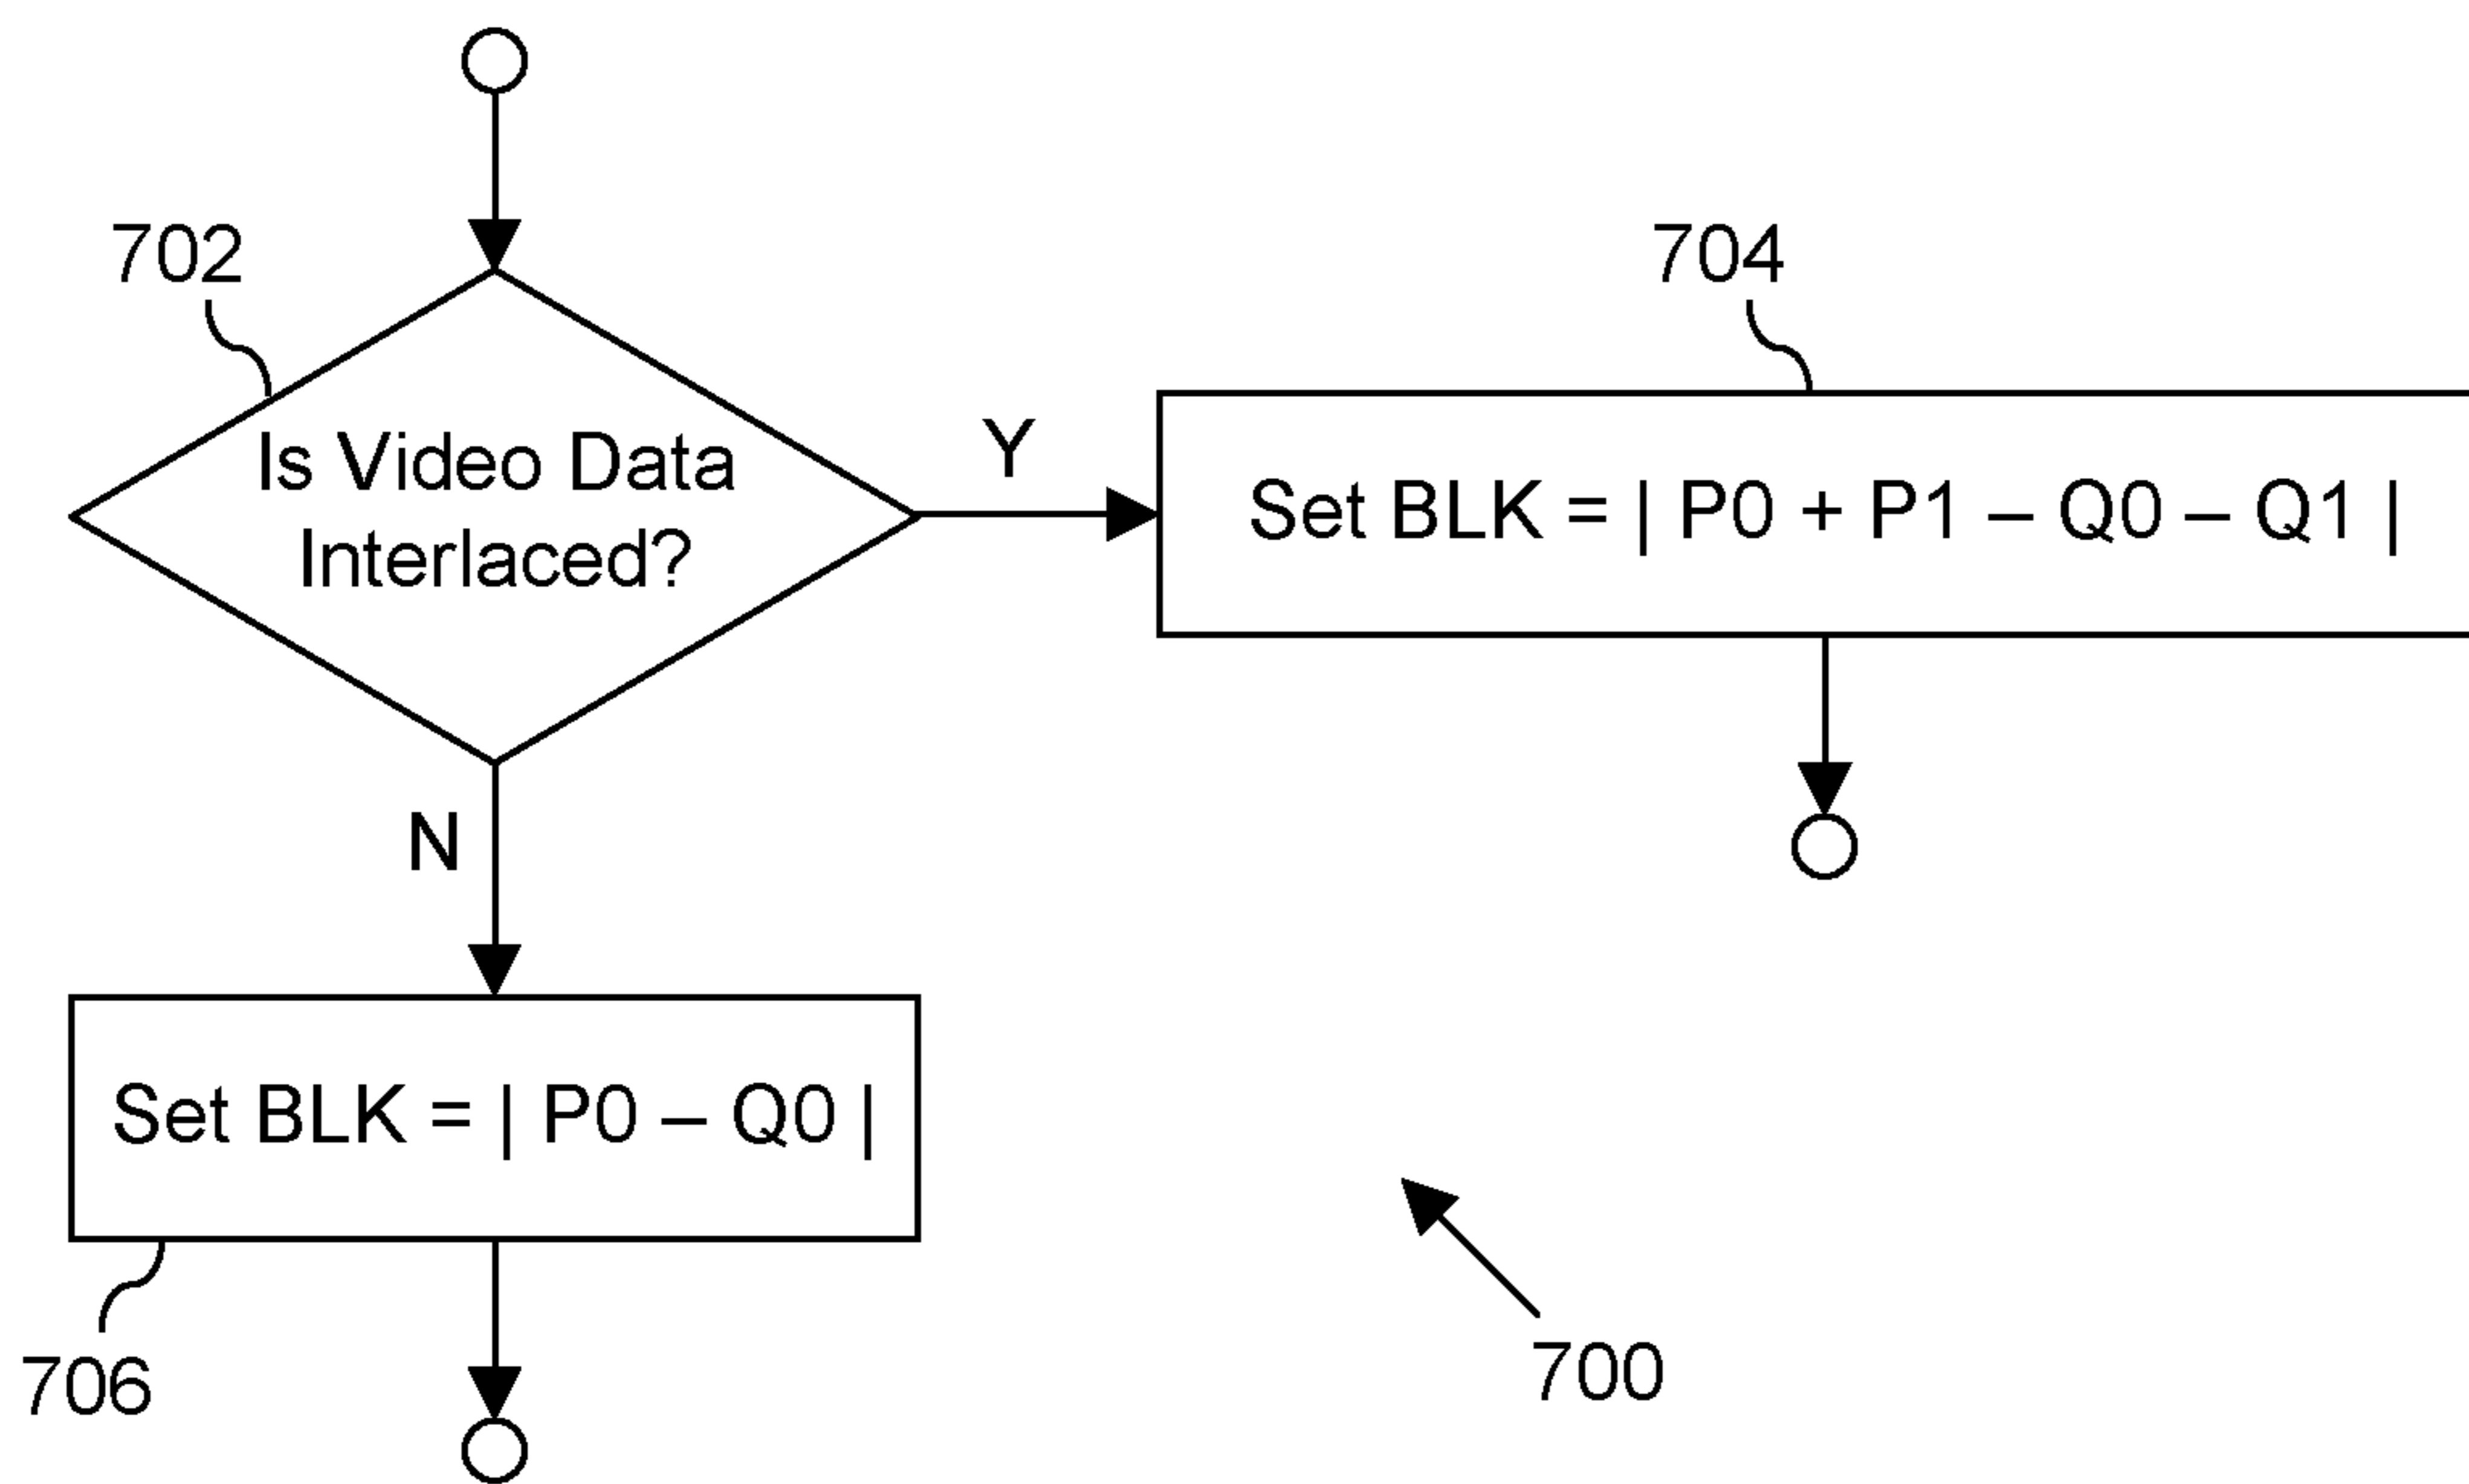 702
704
Is Video Data
Interlaced?
Y
Set BLK = | P0 + P1 – Q0 – Q1 |
N
Set BLK = | P0 – Q0 |
706
700